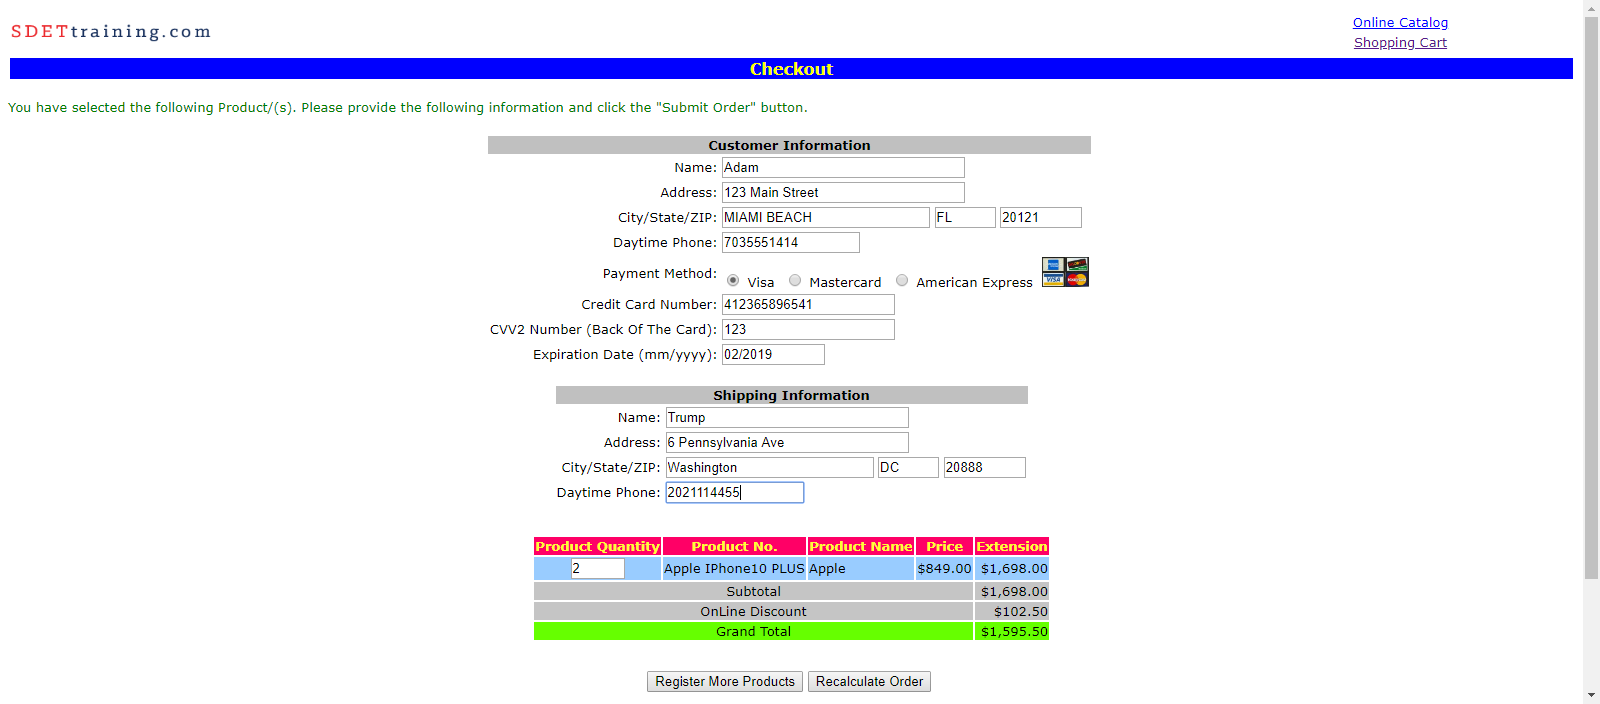 SDETtraining.com
Online Catalog
Shopping Cart
Checkout
You have selected the following Product/(s). Please provide the following information and click the "Submit Order" button.
Customer Information
Name: Adam
Address: 123 Main Street
City/State/ZIP: MIAMI BEACH FL 20121
Daytime Phone: 7035551414
Payment Method: Visa Mastercard American Express
Credit Card Number: 412365896541
CVV2 Number (Back Of The Card): 123
Expiration Date (mm/yyyy): 02/2019
Shipping Information
Name: Trump
Address: 6 Pennsylvania Ave
City/State/ZIP: Washington DC 20888
Daytime Phone: 2021114455
Product Quantity Product No. Product Name Price Extension
2 Apple IPhone10 PLUS Apple $849.00 $1,698.00
Subtotal $1,698.00
OnLine Discount $102.50
Grand Total $1,595.50
Register More Products Recalculate Order